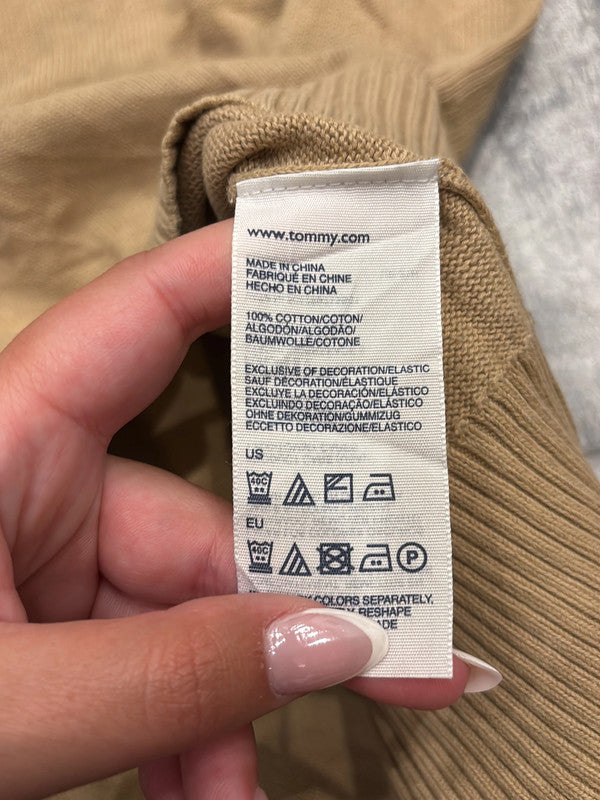 www.tommy.com
MADE IN CHINA
FABRIQUÉ EN CHINE
HECHO EN CHINA
100% COTTON/COTON/
ALGODÓN/ALGODÃO/
BAUMWOLLE/COTONE
EXCLUSIVE OF DECORATION/ELASTIC
SAUF DÉCORATION/ÉLASTIQUE
EXCLUYE LA DECORACIÓN/ELÁSTICO
EXCLUINDO DECORAÇÃO/ELÁSTICO
OHNE DEKORATION/GUMMIZUG
ECCETTO DECORAZIONE/ELASTICO
US
40C
EU
40C P
COLORS SEPARATELY,
RESHAPE